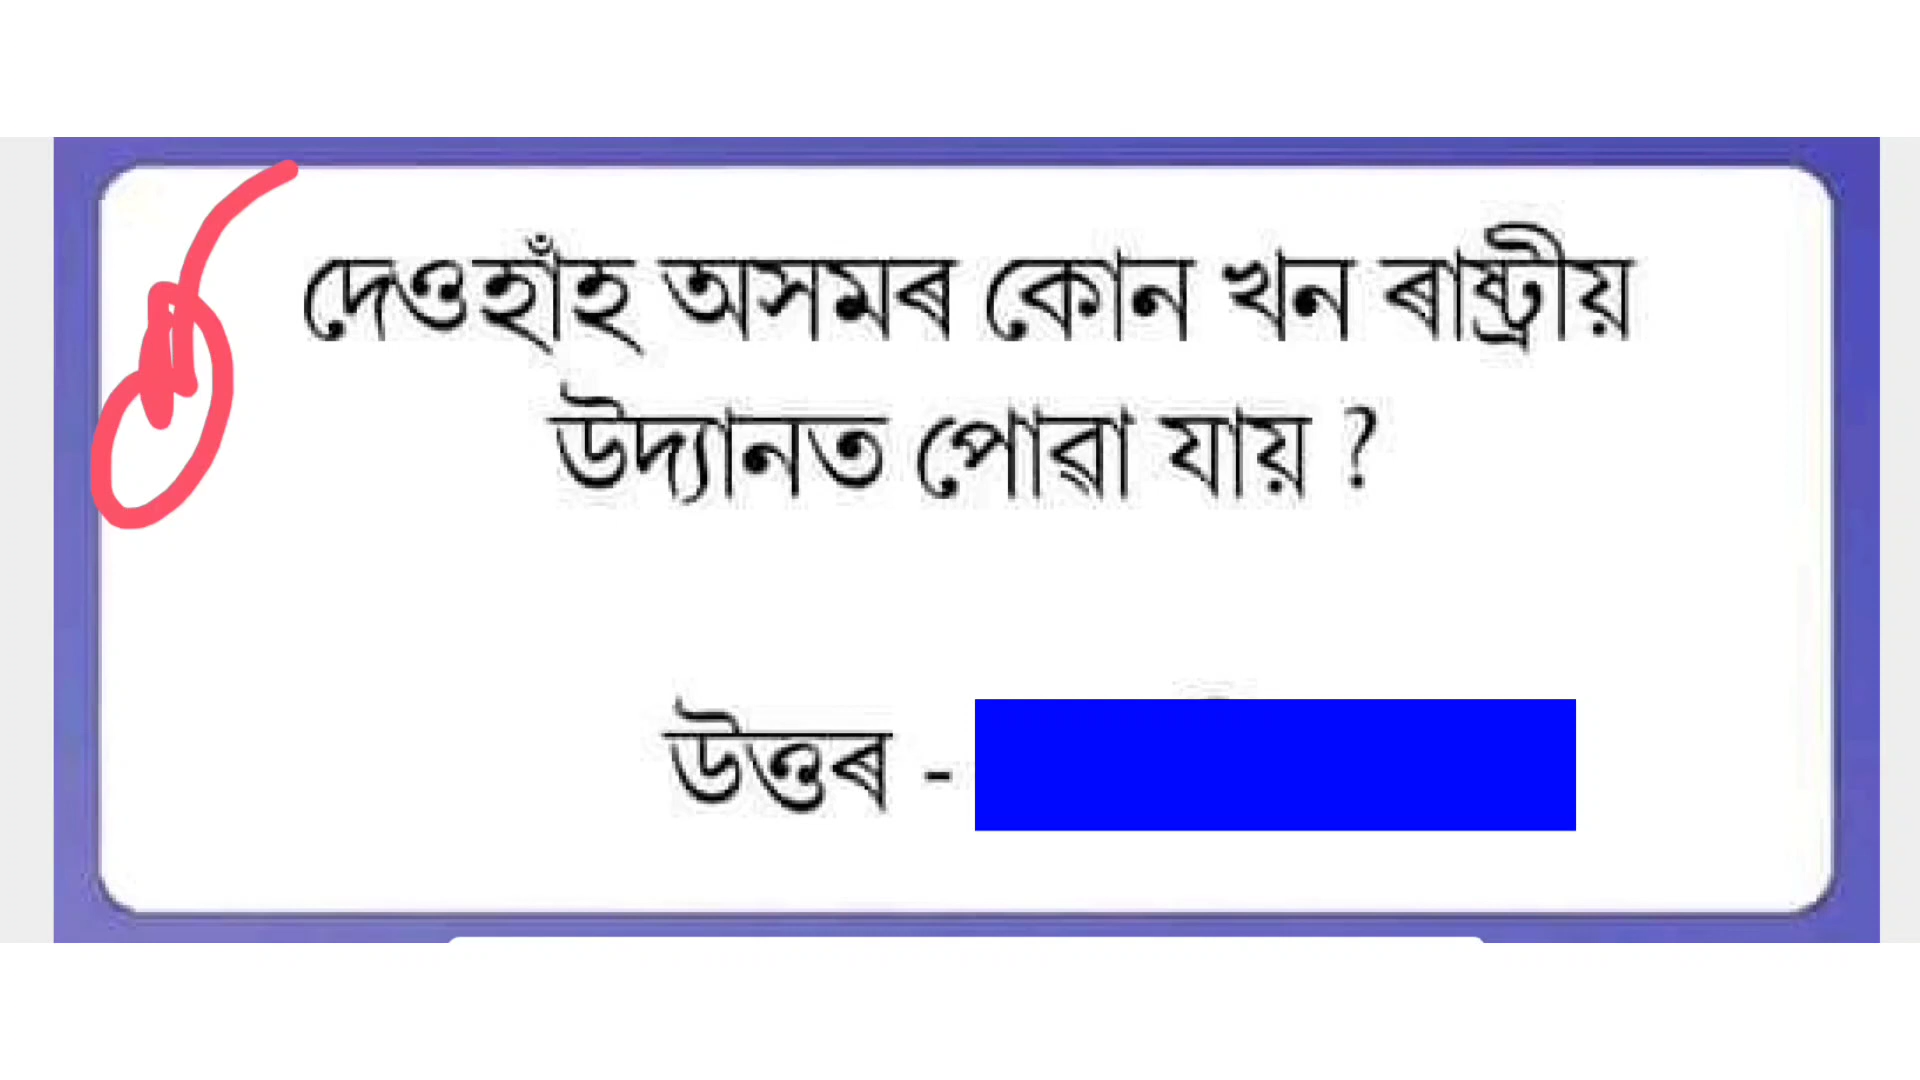 দেওহাঁহ অসমৰ কোন খন ৰাষ্ট্ৰীয়
উদ্যানত পোৱা যায় ?
উত্তৰ -